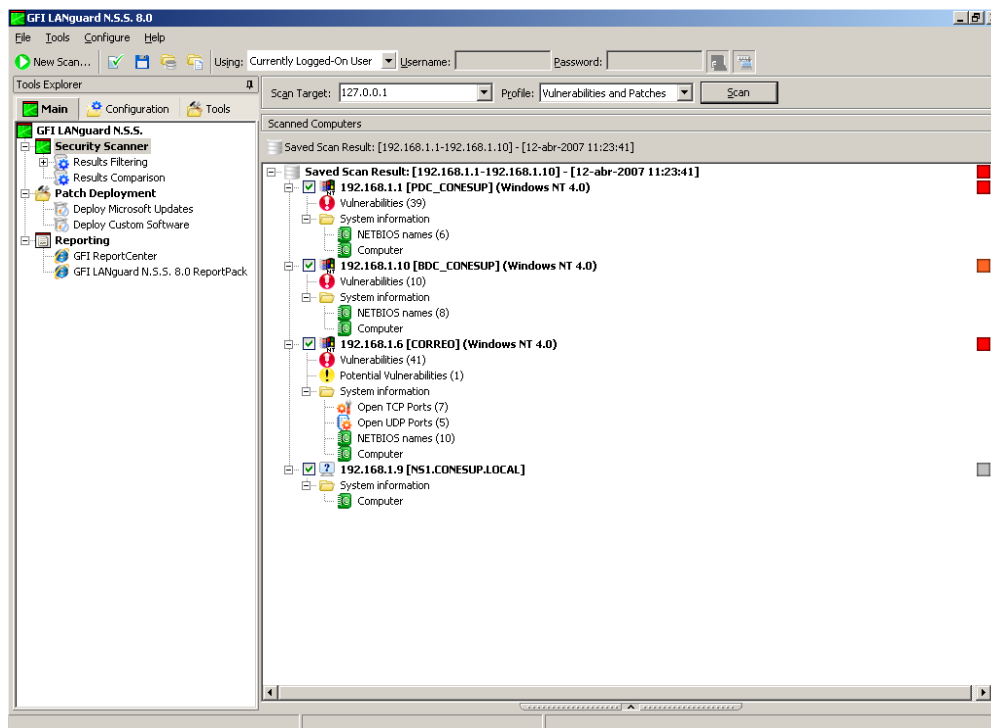 GFI LANguard N.S.S. 8.0
File Tools Configure Help
New Scan... Using: Currently Logged-On User Username: Password:
Tools Explorer
Scan Target: 127.0.0.1 Profile: Vulnerabilities and Patches Scan
Main Configuration Tools
Scanned Computers
GFI LANguard N.S.S.
Security Scanner
Results Filtering
Results Comparison
Patch Deployment
Deploy Microsoft Updates
Deploy Custom Software
Reporting
GFI ReportCenter
GFI LANguard N.S.S. 8.0 ReportPack
Saved Scan Result: [192.168.1.1-192.168.1.10] - [12-abr-2007 11:23:41]
Saved Scan Result: [192.168.1.1-192.168.1.10] - [12-abr-2007 11:23:41]
192.168.1.1 [PDC_CONESUP] (Windows NT 4.0)
Vulnerabilities (39)
System information
NETBIOS names (6)
Computer
192.168.1.10 [BDC_CONESUP] (Windows NT 4.0)
Vulnerabilities (10)
System information
NETBIOS names (8)
Computer
192.168.1.6 [CORREO] (Windows NT 4.0)
Vulnerabilities (41)
Potential Vulnerabilities (1)
System information
Open TCP Ports (7)
Open UDP Ports (5)
NETBIOS names (10)
Computer
192.168.1.9 [NS1.CONESUP.LOCAL]
System information
Computer